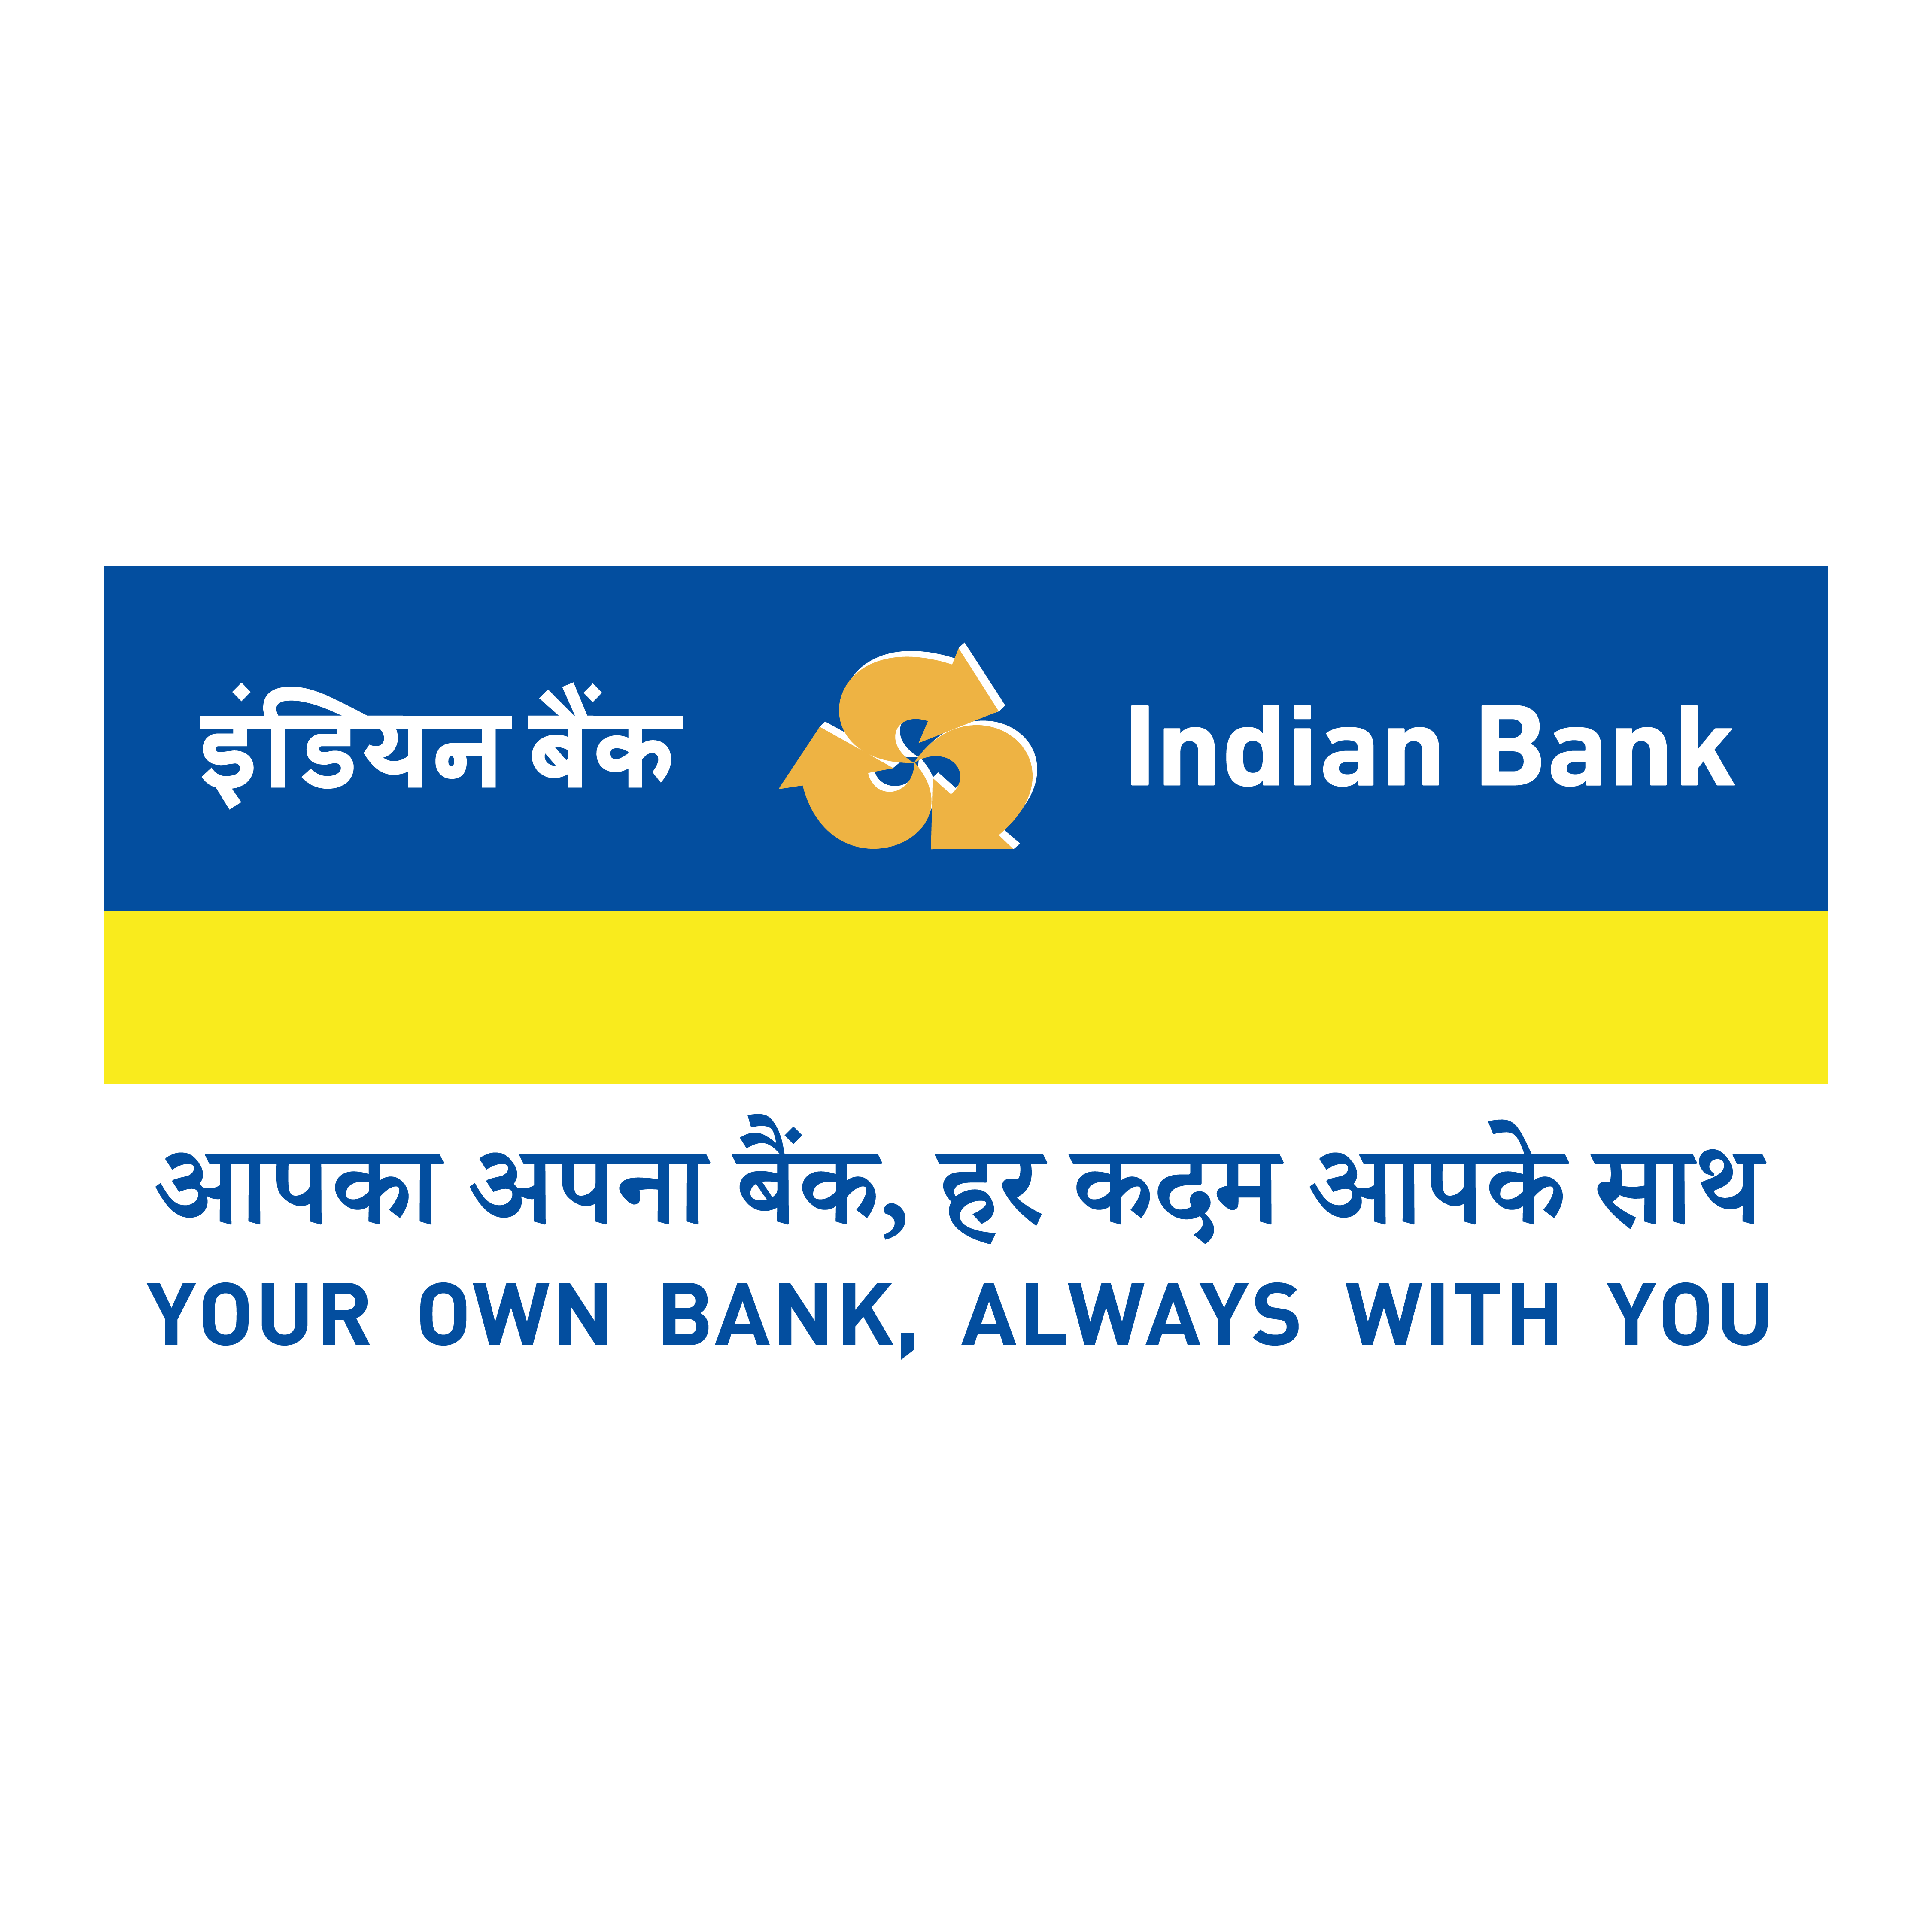 इंडियन बैंक Indian Bank
आपका अपना बैंक, हर कदम आपके साथ
YOUR OWN BANK, ALWAYS WITH YOU